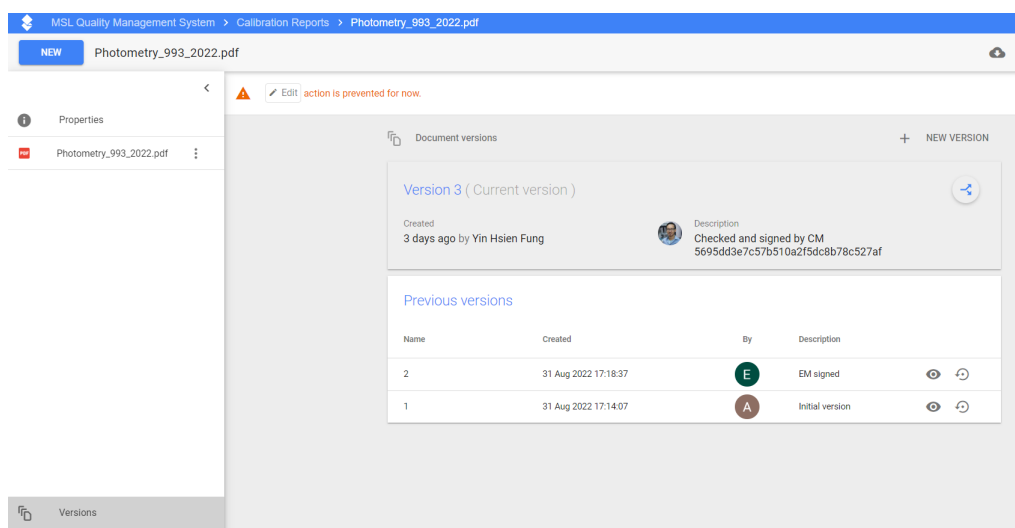 MSL Quality Management System > Calibration Reports > Photometry_993_2022.pdf
NEW Photometry_993_2022.pdf
Edit action is prevented for now.
Properties
PDF Photometry_993_2022.pdf
Document versions
+ NEW VERSION
Version 3 ( Current version )
Created
3 days ago by Yin Hsien Fung
Description
Checked and signed by CM
5695dd3e7c57b510a2f5dc8b78c527af
Previous versions
Name Created By Description
2 31 Aug 2022 17:18:37 E EM signed
1 31 Aug 2022 17:14:07 A Initial version
Versions